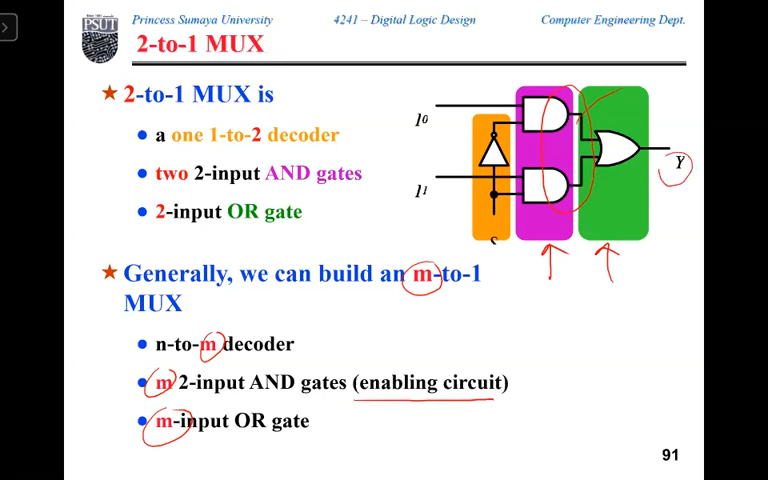 Princess Sumaya University 4241 – Digital Logic Design Computer Engineering Dept.
PSUT
2-to-1 MUX
2-to-1 MUX is
a one 1-to-2 decoder
two 2-input AND gates
2-input OR gate
I0
I1
Y
S
Generally, we can build an m-to-1
MUX
n-to-m decoder
m 2-input AND gates (enabling circuit)
m-input OR gate
91